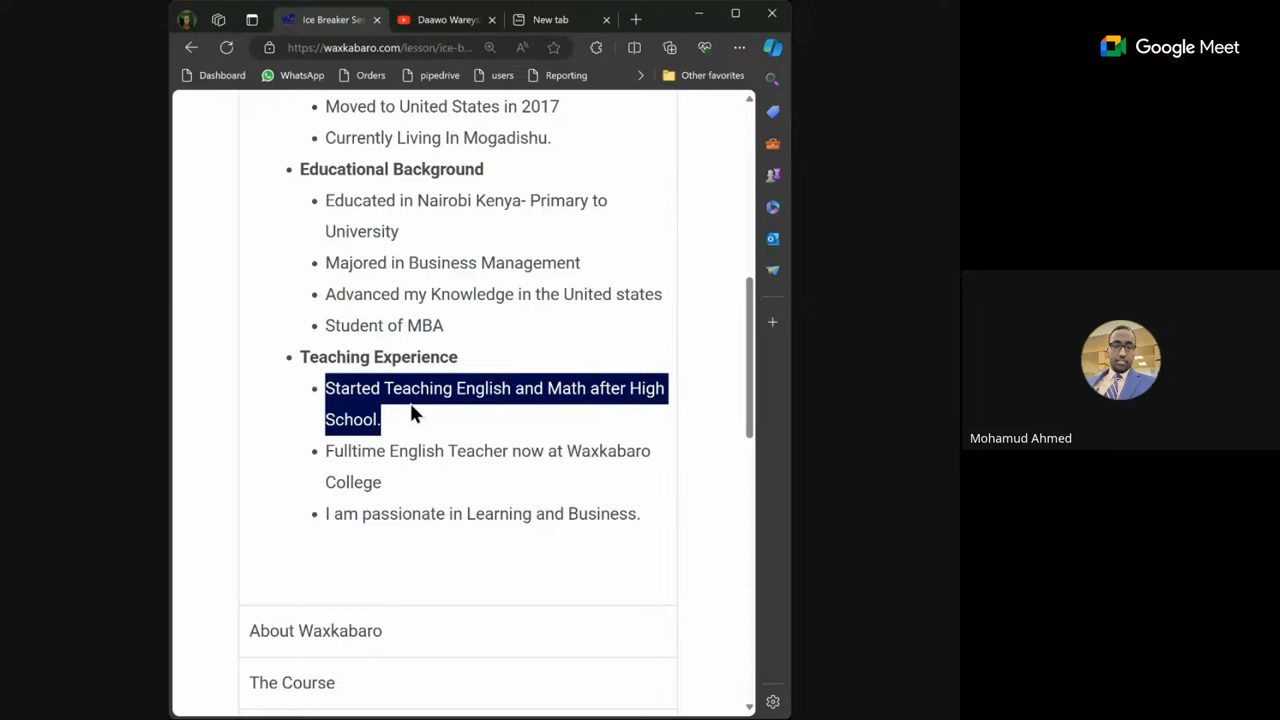 Ice Breaker Ses
Daawo Wareys
New tab
https://waxkabaro.com/lesson/ice-b...
Dashboard
WhatsApp
Orders
pipedrive
users
Reporting
Other favorites
Google Meet
• Moved to United States in 2017
• Currently Living In Mogadishu.
• Educational Background
• Educated in Nairobi Kenya- Primary to
University
• Majored in Business Management
• Advanced my Knowledge in the United states
• Student of MBA
• Teaching Experience
• Started Teaching English and Math after High
School.
• Fulltime English Teacher now at Waxkabaro
College
• I am passionate in Learning and Business.
About Waxkabaro
The Course
Mohamud Ahmed